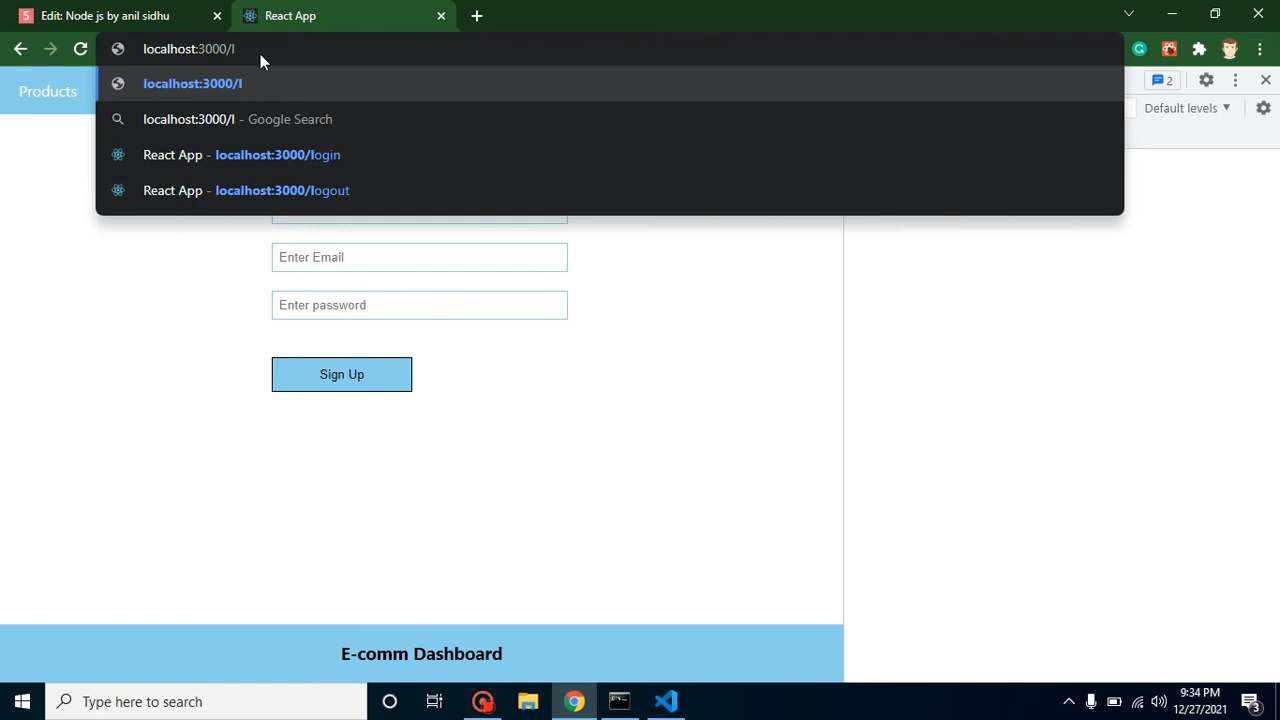 Edit: Node js by anil sidhu
React App
localhost:3000/l
localhost:3000/l
localhost:3000/l - Google Search
React App - localhost:3000/login
React App - localhost:3000/logout
Products
2
Default levels
Enter Email
Enter password
Sign Up
E-comm Dashboard
Type here to search
9:34 PM
12/27/2021
3